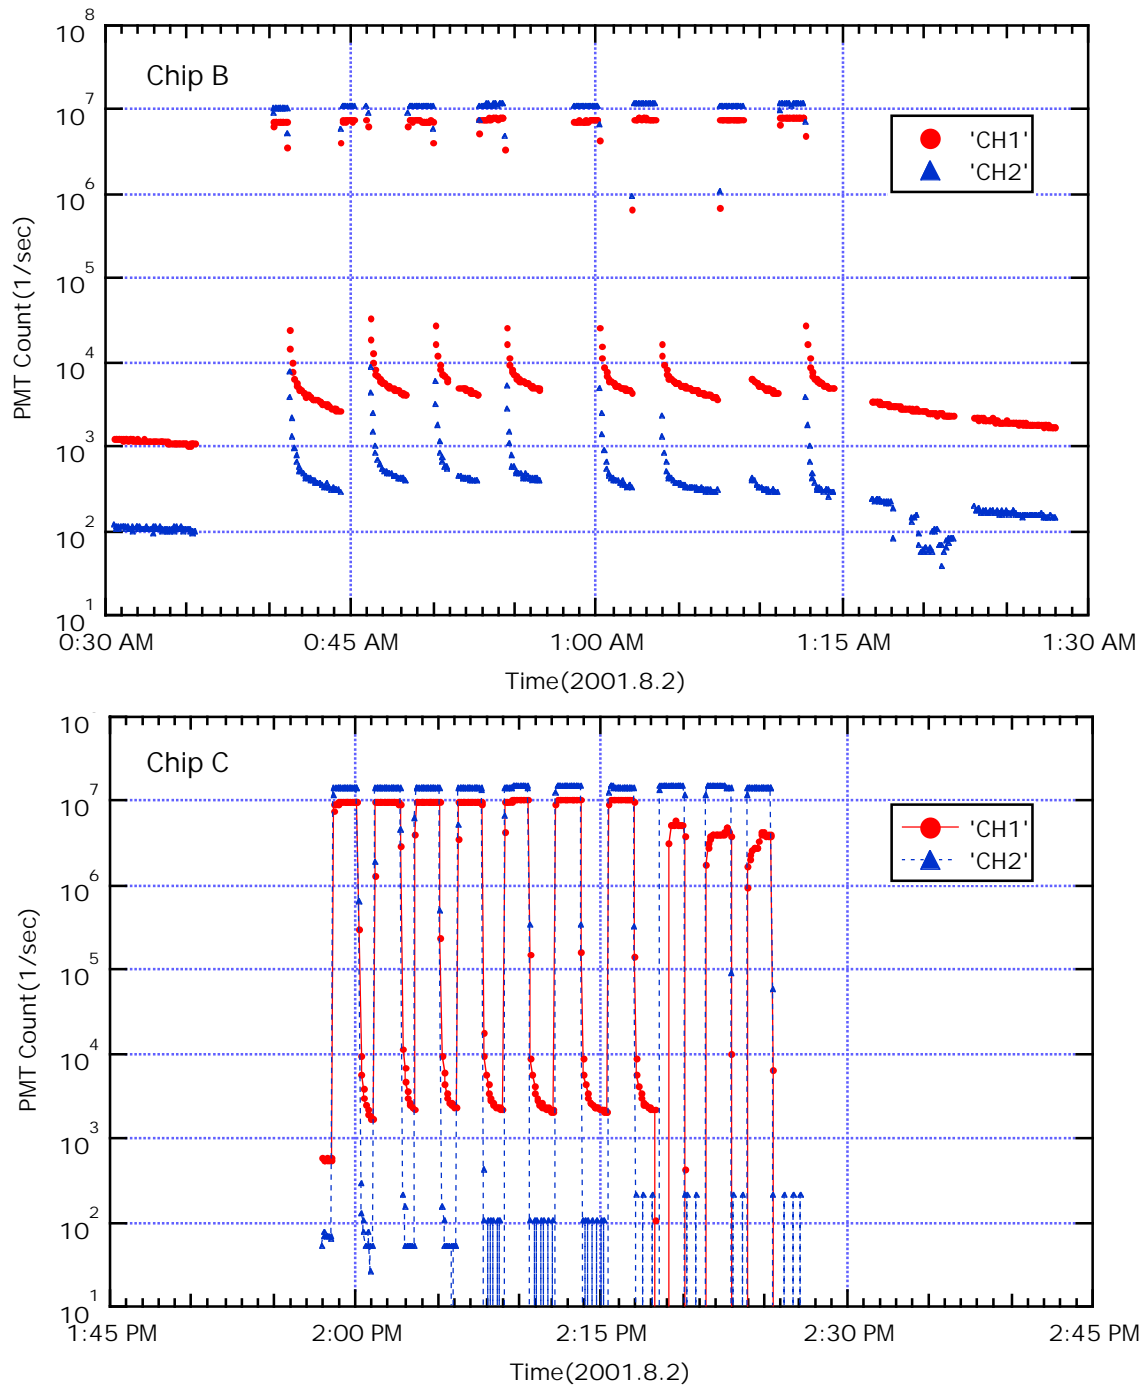 10^8
Chip B
10^7
'CH1'
'CH2'
10^6
PMT Count(1/sec)
10^5
10^4
10^3
10^2
10^1
0:30 AM 0:45 AM 1:00 AM 1:15 AM 1:30 AM
Time(2001.8.2)
10
Chip C
10^7
'CH1'
'CH2'
10^6
PMT Count(1/sec)
10^5
10^4
10^3
10^2
10^1
1:45 PM 2:00 PM 2:15 PM 2:30 PM 2:45 PM
Time(2001.8.2)